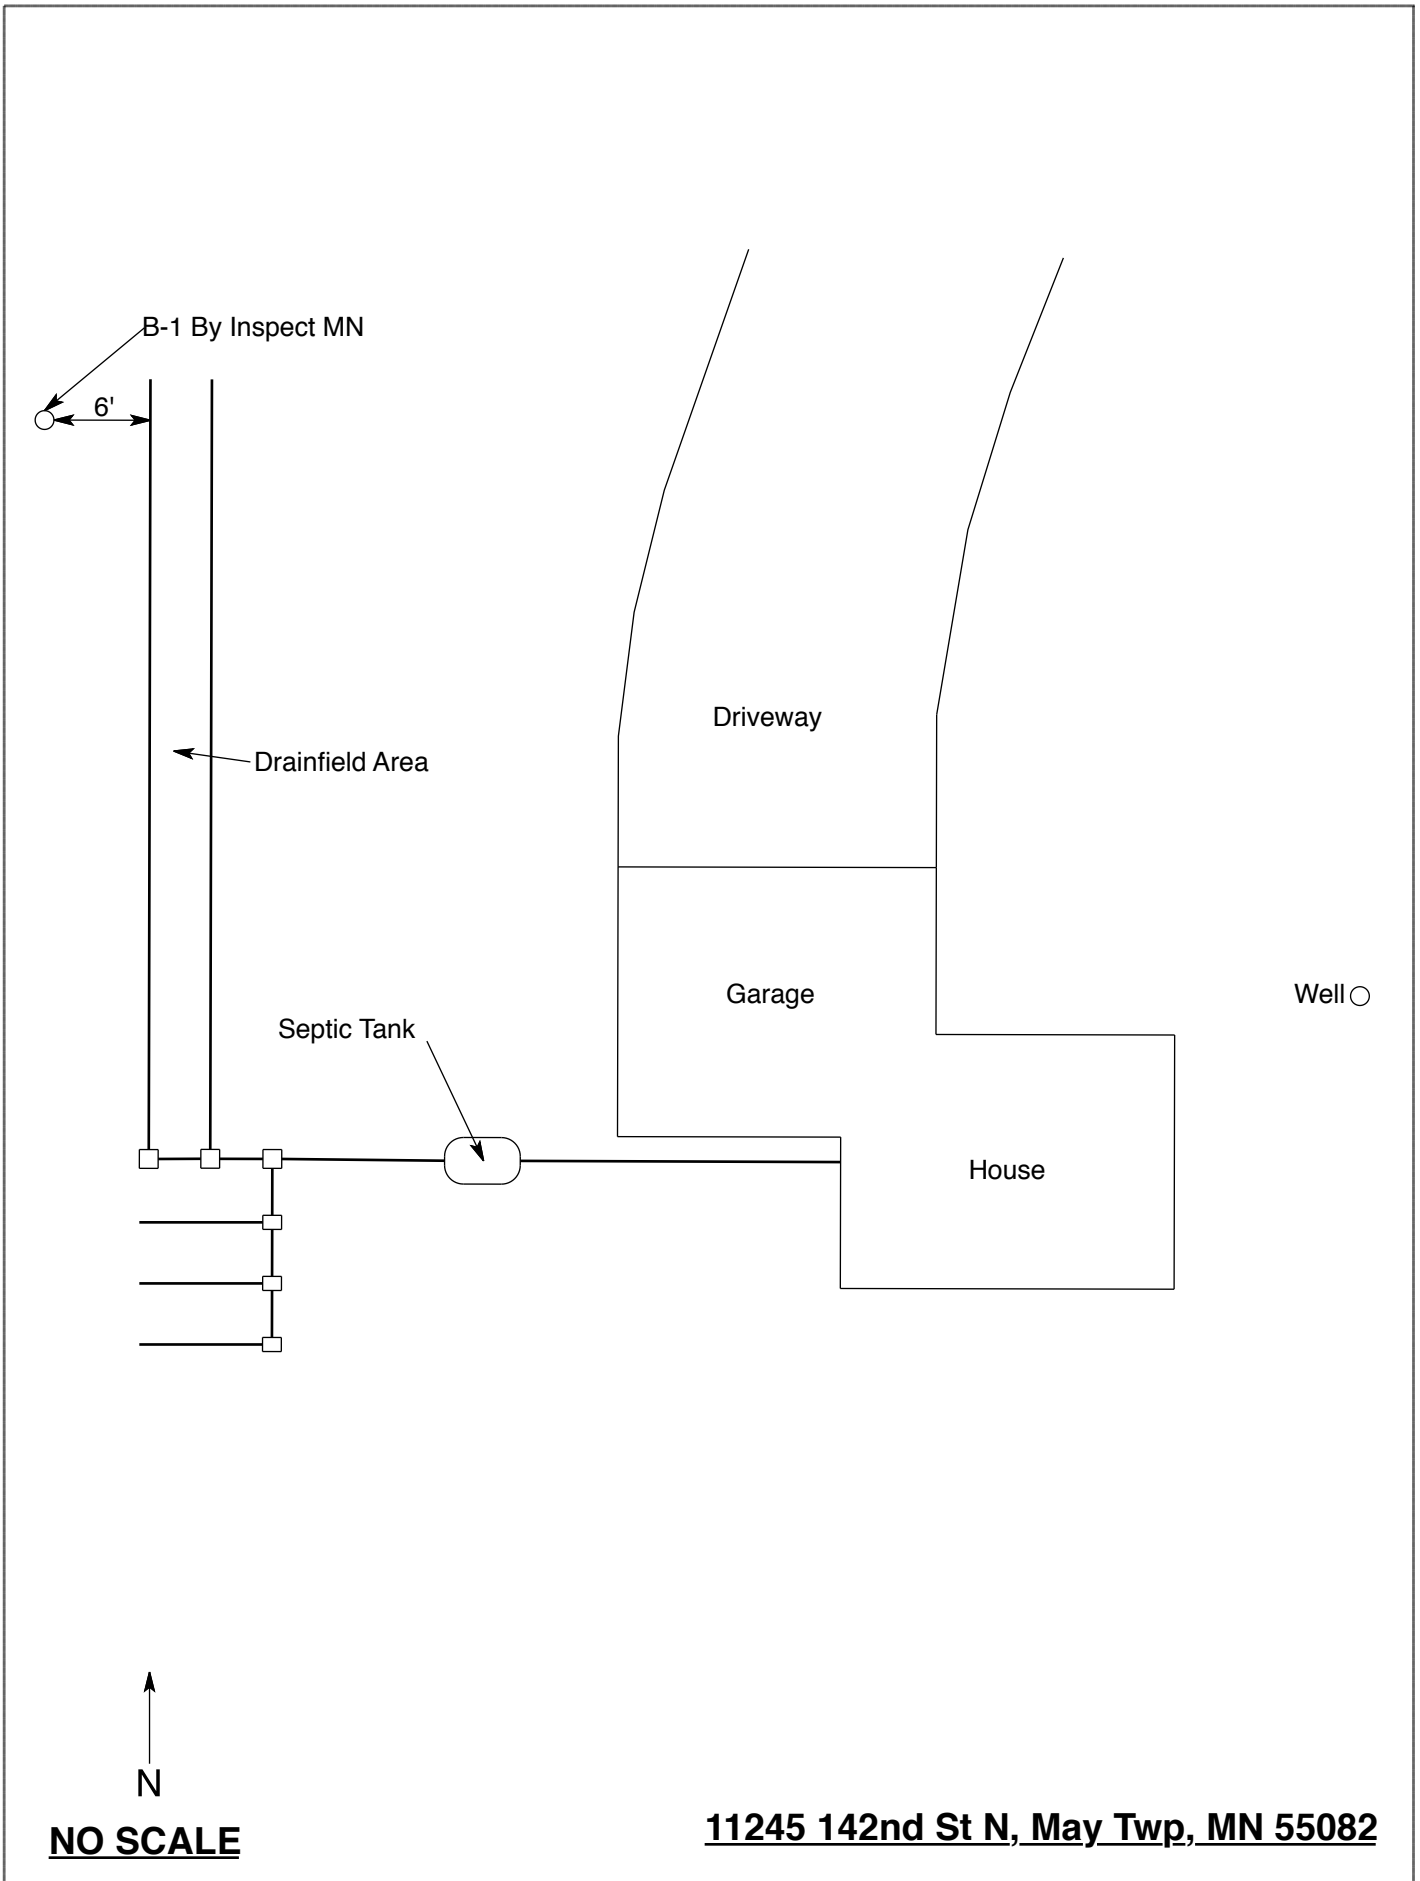 B-1 By Inspect MN
6'
Driveway
Drainfield Area
Garage
Well
Septic Tank
House
N
NO SCALE
11245 142nd St N, May Twp, MN 55082